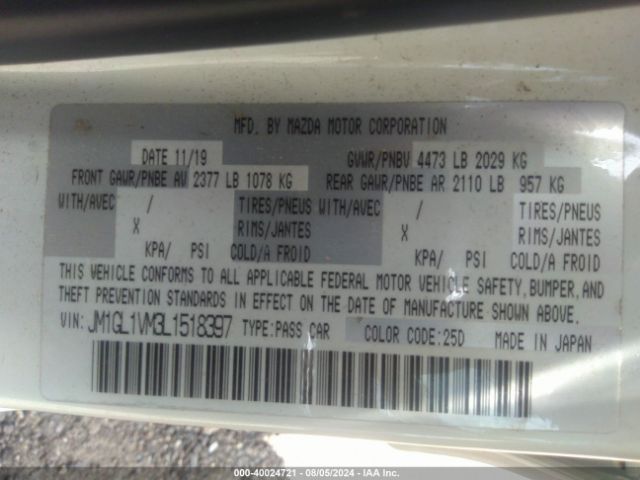 MFD. BY MAZDA MOTOR CORPORATION
DATE 11/19 GVWR/PNBV 4473 LB 2029 KG
FRONT GAWR/PNBE AV 2377 LB 1078 KG REAR GAWR/PNBE AR 2110 LB 957 KG
WITH/AVEC / TIRES/PNEUS WITH/AVEC / TIRES/PNEUS
X RIMS/JANTES X RIMS/JANTES
KPA/ PSI COLD/A FROID KPA/ PSI COLD/A FROID
THIS VEHICLE CONFORMS TO ALL APPLICABLE FEDERAL MOTOR VEHICLE SAFETY, BUMPER, AND
THEFT PREVENTION STANDARDS IN EFFECT ON THE DATE OF MANUFACTURE SHOWN ABOVE.
VIN: JM1GL1VM3L1518397 TYPE:PASS CAR COLOR CODE:25D MADE IN JAPAN
000-40024721 - 08/05/2024 - IAA Inc.